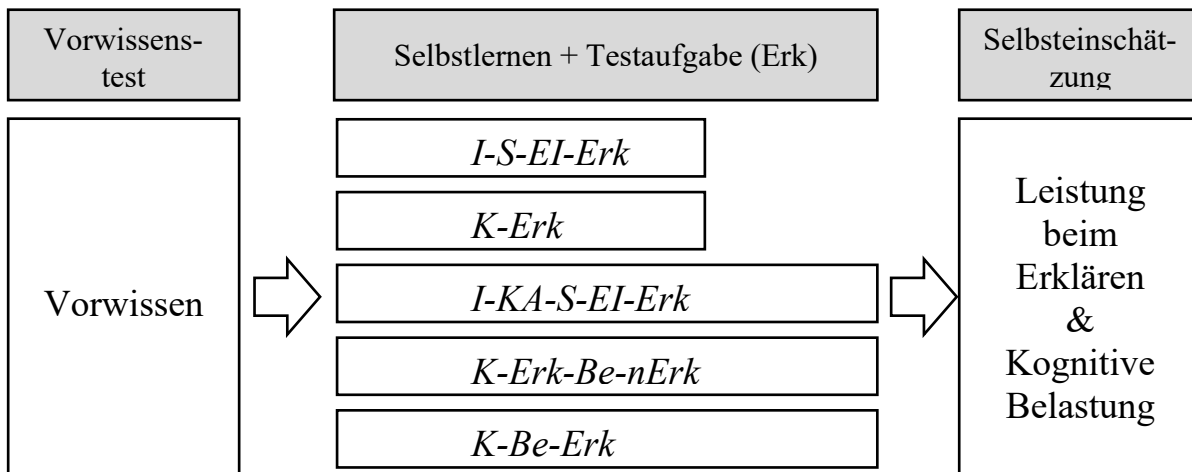 Vorwissens-
test
Selbstlernen + Testaufgabe (Erk)
Selbsteinschät-
zung
Vorwissen
I-S-EI-Erk
K-Erk
I-KA-S-EI-Erk
K-Erk-Be-nErk
K-Be-Erk
Leistung
beim
Erklären
&
Kognitive
Belastung